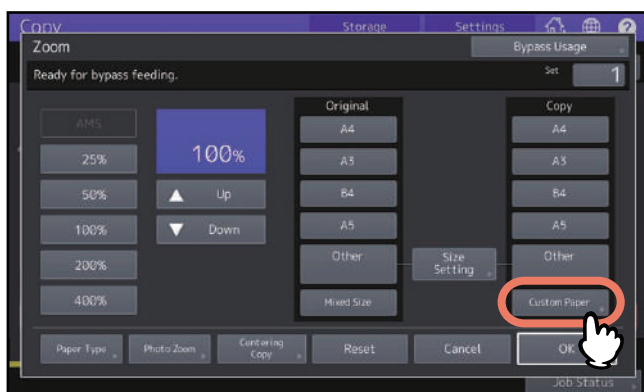 Copy Storage Settings
Zoom Bypass Usage
Ready for bypass feeding. Set 1
Original Copy
AMS
100%
A4 A4
25% A3 A3
50% Up B4 B4
100% Down A5 A5
200% Other Size Setting Other
400% Mixed Size Custom Paper
Paper Type Photo Zoom Centering Copy Reset Cancel OK
Job Status